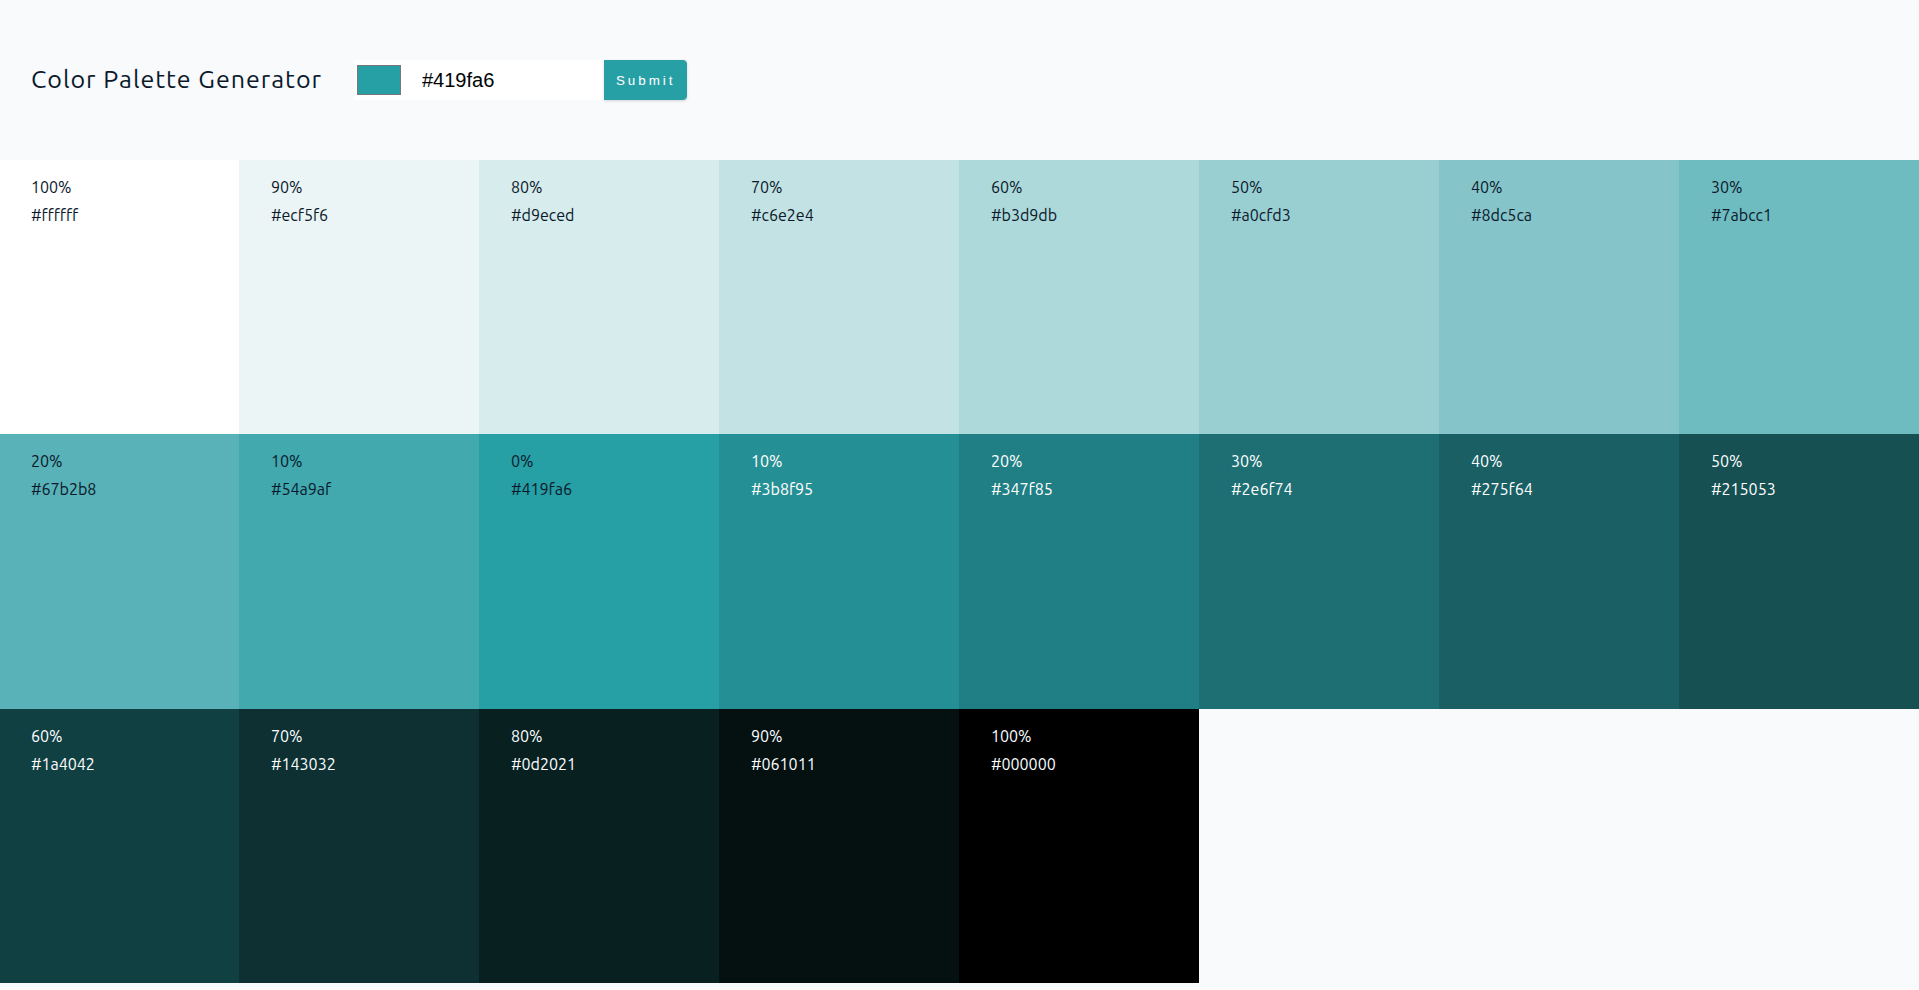 Color Palette Generator
#419fa6
Submit
100%
#ffffff
90%
#ecf5f6
80%
#d9eced
70%
#c6e2e4
60%
#b3d9db
50%
#a0cfd3
40%
#8dc5ca
30%
#7abcc1
20%
#67b2b8
10%
#54a9af
0%
#419fa6
10%
#3b8f95
20%
#347f85
30%
#2e6f74
40%
#275f64
50%
#215053
60%
#1a4042
70%
#143032
80%
#0d2021
90%
#061011
100%
#000000